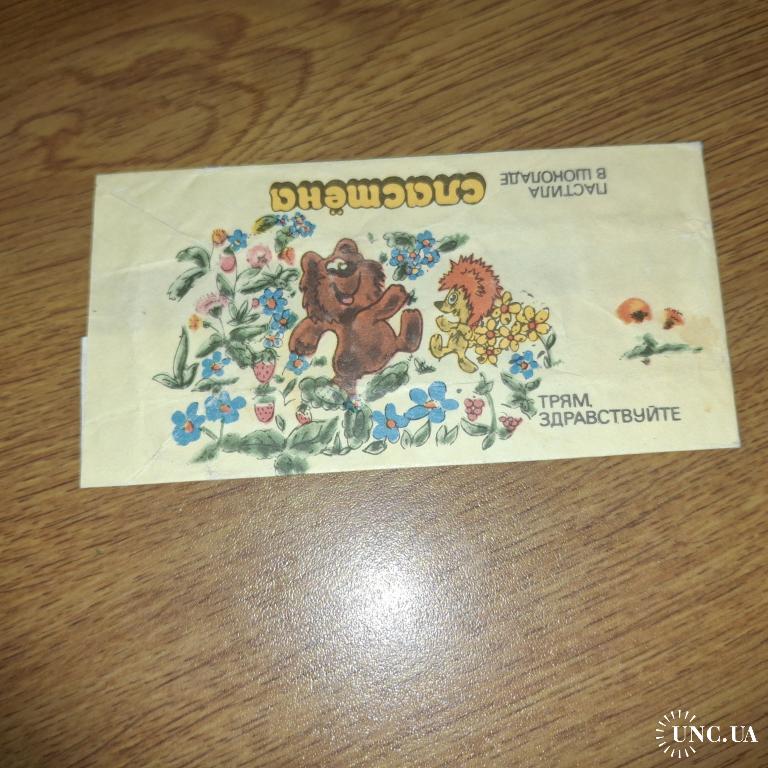 сластёна
ПАСТИЛА
В ШОКОЛАДЕ
ТРЯМ,
ЗДРАВСТВУЙТЕ
UNC.UA